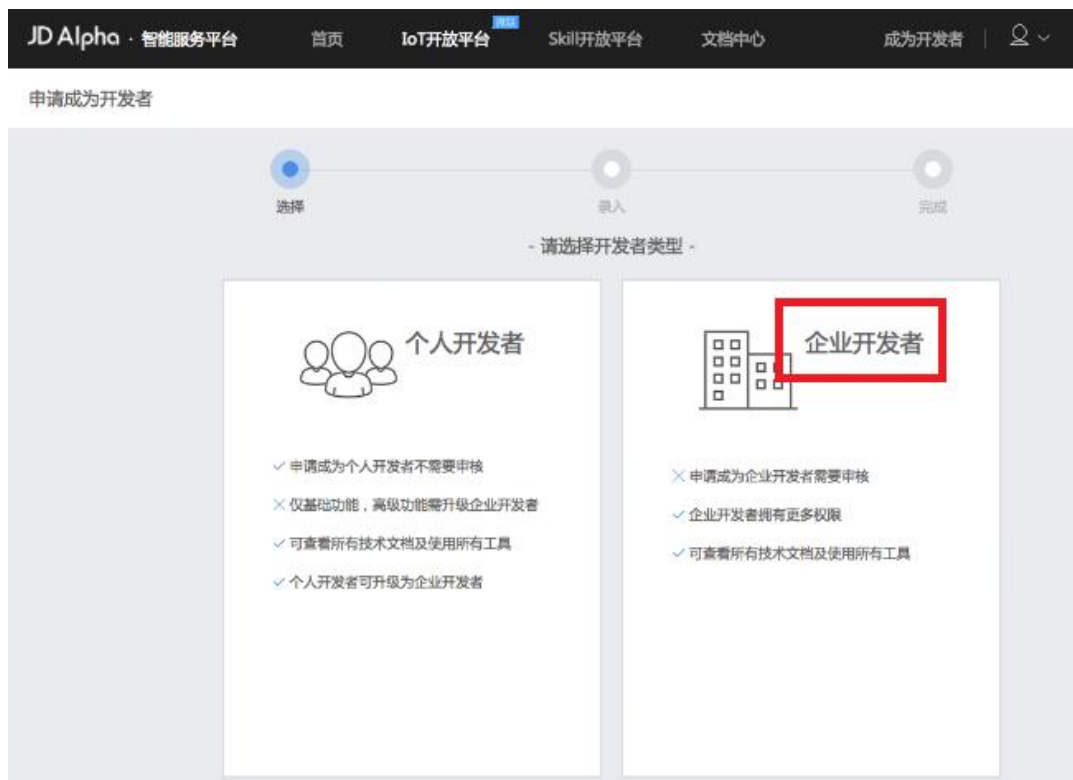 JD Alpha · 智能服务平台 首页 IoT开放平台 Skill开放平台 文档中心 成为开发者
申请成为开发者
选择 录入 完成
- 请选择开发者类型 -
个人开发者
申请成为个人开发者不需要审核
仅基础功能，高级功能需升级企业开发者
可查看所有技术文档及使用所有工具
个人开发者可升级为企业开发者
企业开发者
申请成为企业开发者需要审核
企业开发者拥有更多权限
可查看所有技术文档及使用所有工具